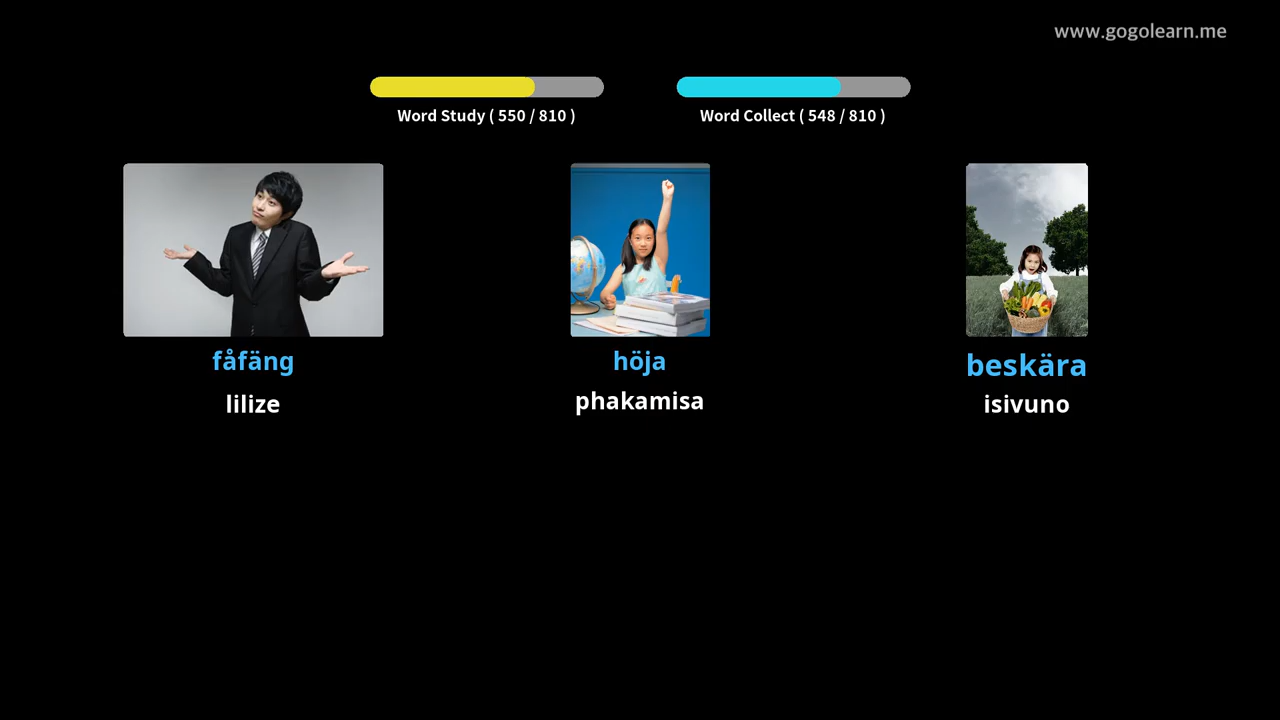 www.gogolearn.me
Word Study ( 550 / 810 )
Word Collect ( 548 / 810 )
fåfäng
lilize
höja
phakamisa
beskära
isivuno